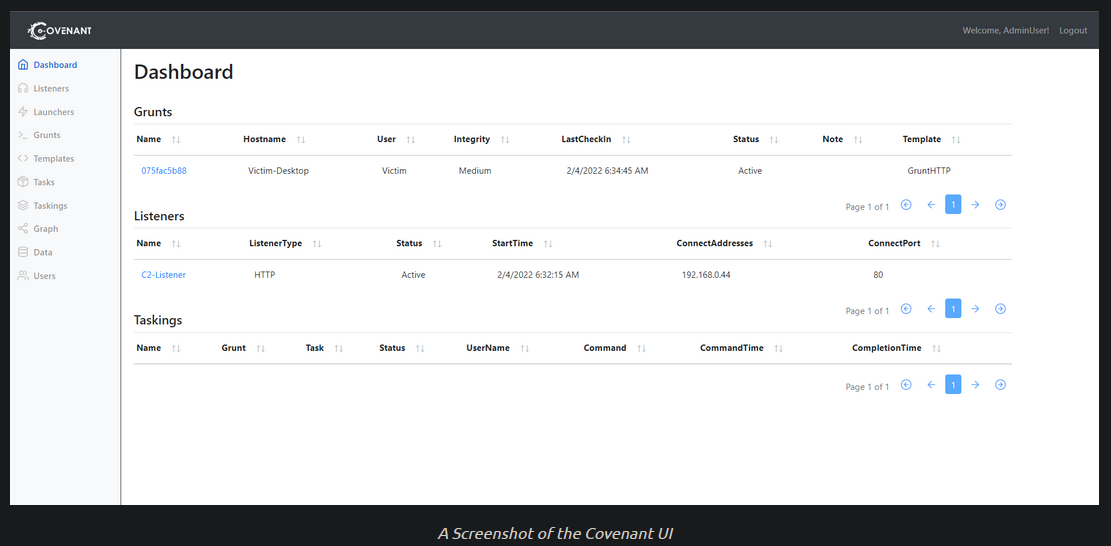 COVENANT
Welcome, AdminUser! Logout
Dashboard
Listeners
Launchers
Grunts
Templates
Tasks
Taskings
Graph
Data
Users
Dashboard
Grunts
Name Hostname User Integrity LastCheckIn Status Note Template
075fac5b88 Victim-Desktop Victim Medium 2/4/2022 6:34:45 AM Active GruntHTTP
Page 1 of 1 1
Listeners
Name ListenerType Status StartTime ConnectAddresses ConnectPort
C2-Listener HTTP Active 2/4/2022 6:32:15 AM 192.168.0.44 80
Page 1 of 1 1
Taskings
Name Grunt Task Status UserName Command CommandTime CompletionTime
Page 1 of 1 1
A Screenshot of the Covenant UI